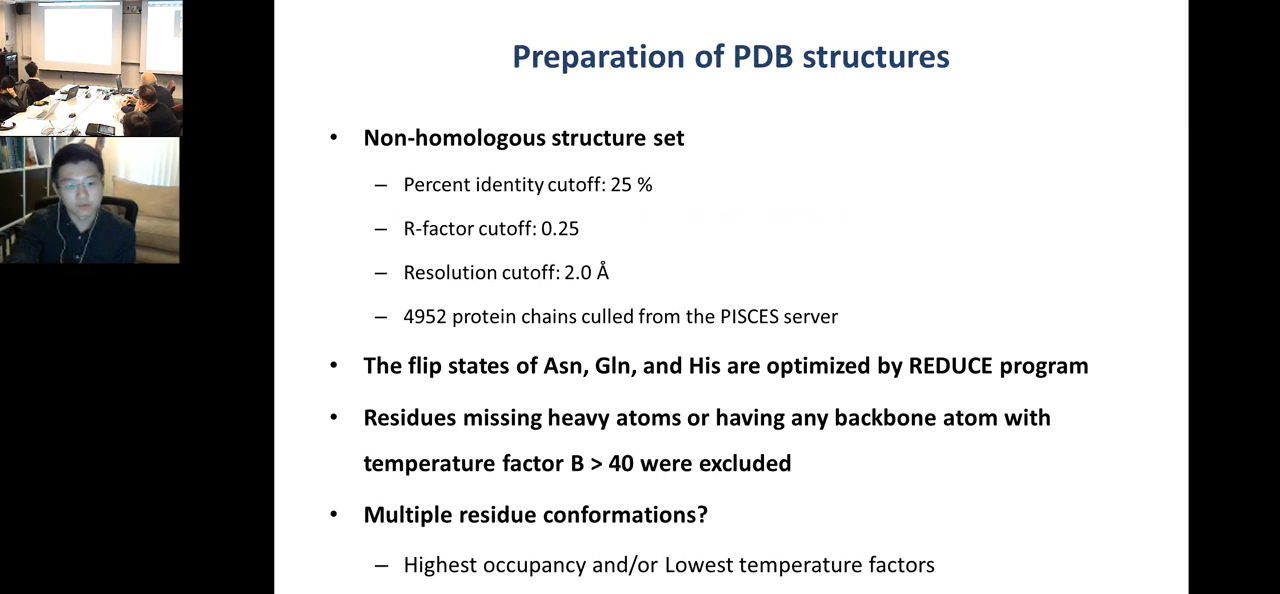 Preparation of PDB structures
• Non-homologous structure set
– Percent identity cutoff: 25 %
– R-factor cutoff: 0.25
– Resolution cutoff: 2.0 Å
– 4952 protein chains culled from the PISCES server
• The flip states of Asn, Gln, and His are optimized by REDUCE program
• Residues missing heavy atoms or having any backbone atom with
temperature factor B > 40 were excluded
• Multiple residue conformations?
– Highest occupancy and/or Lowest temperature factors